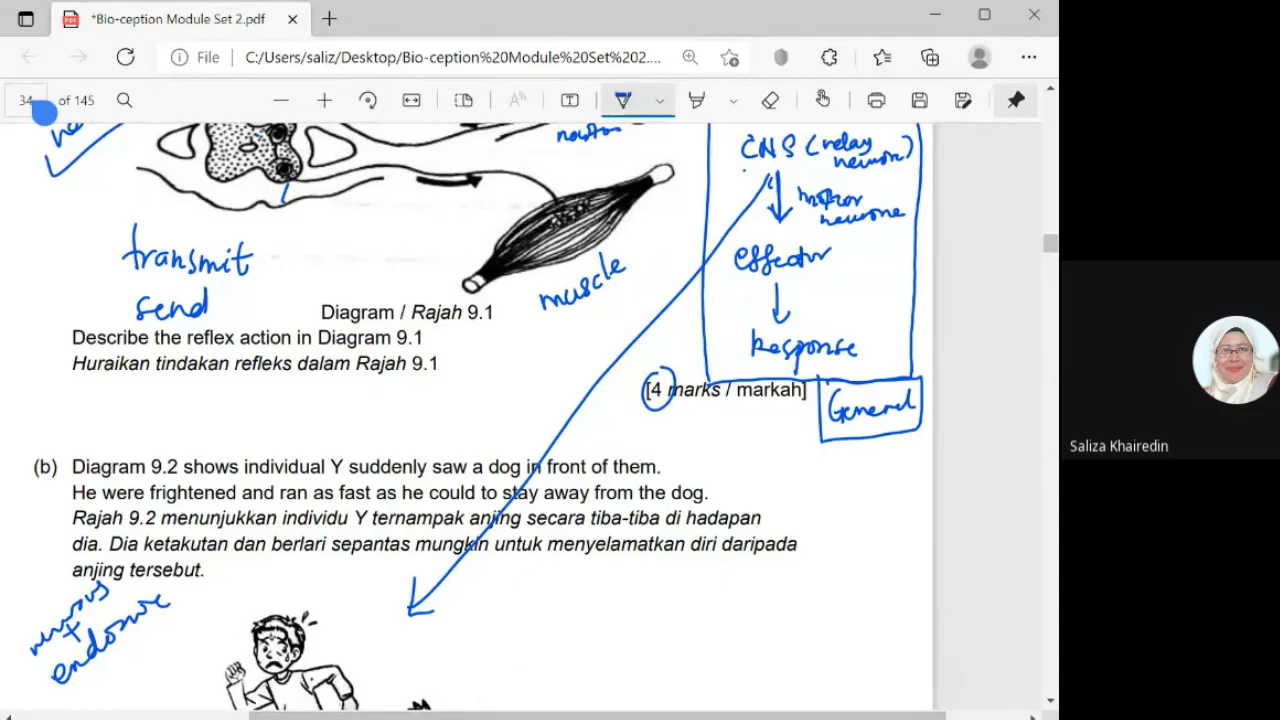 *Bio-ception Module Set 2.pdf
File
C:/Users/saliz/Desktop/Bio-ception%20Module%20Set%202....
34
of 145
CNS (relay
neuron)
motor
neurone
effector
Response
General
transmit
send
muscle
Diagram / Rajah 9.1
Describe the reflex action in Diagram 9.1
Huraikan tindakan refleks dalam Rajah 9.1
[4 marks / markah]
(b) Diagram 9.2 shows individual Y suddenly saw a dog in front of them.
He were frightened and ran as fast as he could to stay away from the dog.
Rajah 9.2 menunjukkan individu Y ternampak anjing secara tiba-tiba di hadapan
dia. Dia ketakutan dan berlari sepantas mungkin untuk menyelamatkan diri daripada
anjing tersebut.
nervous
+
endocrine
Saliza Khairedin